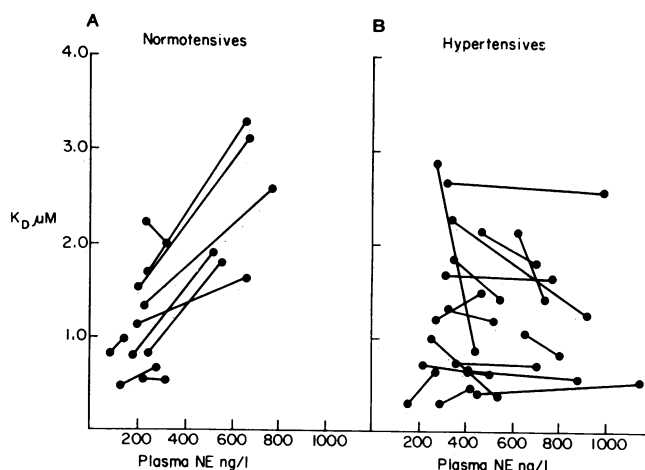 A
Normotensives
4.0
3.0
K_D, μM
2.0
1.0
200 400 600 800 1000
Plasma NE ng/l
B
Hypertensives
200 400 600 800 1000
Plasma NE ng/l